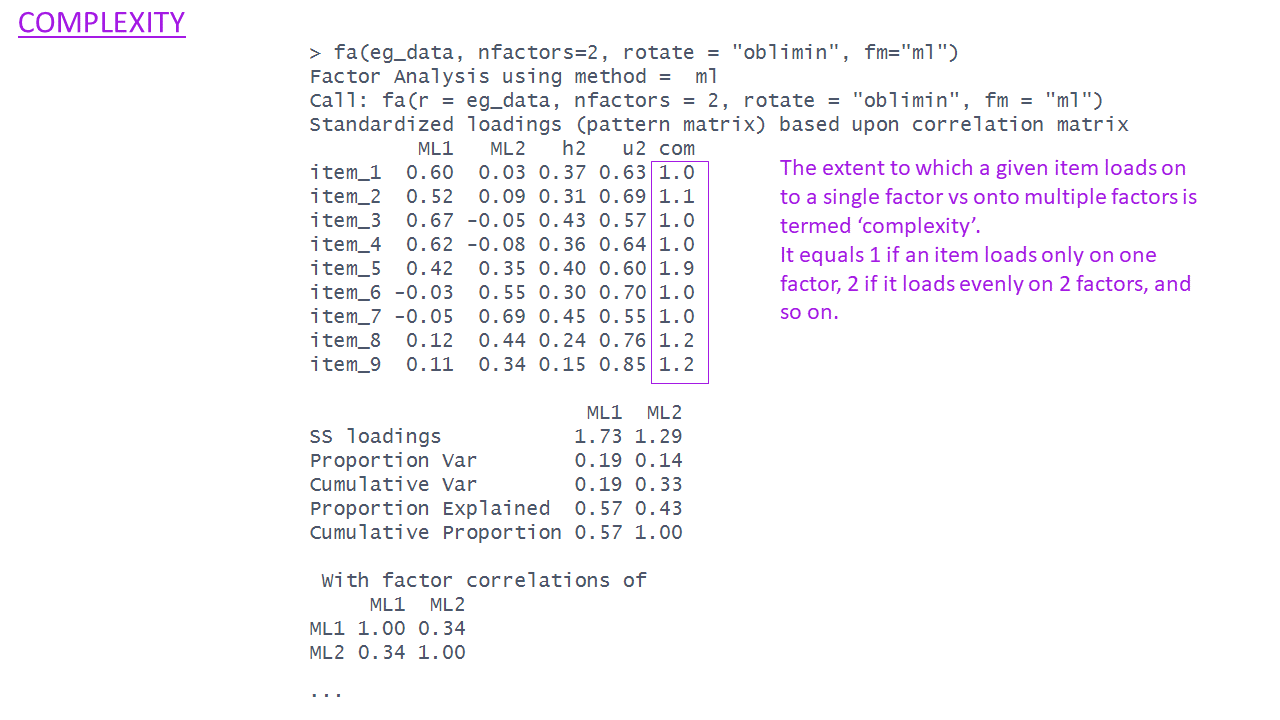 COMPLEXITY
> fa(eg_data, nfactors=2, rotate = "oblimin", fm="ml")
Factor Analysis using method =  ml
Call: fa(r = eg_data, nfactors = 2, rotate = "oblimin", fm = "ml")
Standardized loadings (pattern matrix) based upon correlation matrix
         ML1   ML2   h2   u2 com
item_1  0.60  0.03 0.37 0.63 1.0
item_2  0.52  0.09 0.31 0.69 1.1
item_3  0.67 -0.05 0.43 0.57 1.0
item_4  0.62 -0.08 0.36 0.64 1.0
item_5  0.42  0.35 0.40 0.60 1.9
item_6 -0.03  0.55 0.30 0.70 1.0
item_7 -0.05  0.69 0.45 0.55 1.0
item_8  0.12  0.44 0.24 0.76 1.2
item_9  0.11  0.34 0.15 0.85 1.2
The extent to which a given item loads on
to a single factor vs onto multiple factors is
termed ‘complexity’.
It equals 1 if an item loads only on one
factor, 2 if it loads evenly on 2 factors, and
so on.
                       ML1  ML2
SS loadings           1.73 1.29
Proportion Var        0.19 0.14
Cumulative Var        0.19 0.33
Proportion Explained  0.57 0.43
Cumulative Proportion 0.57 1.00
 With factor correlations of
     ML1  ML2
ML1 1.00 0.34
ML2 0.34 1.00
...